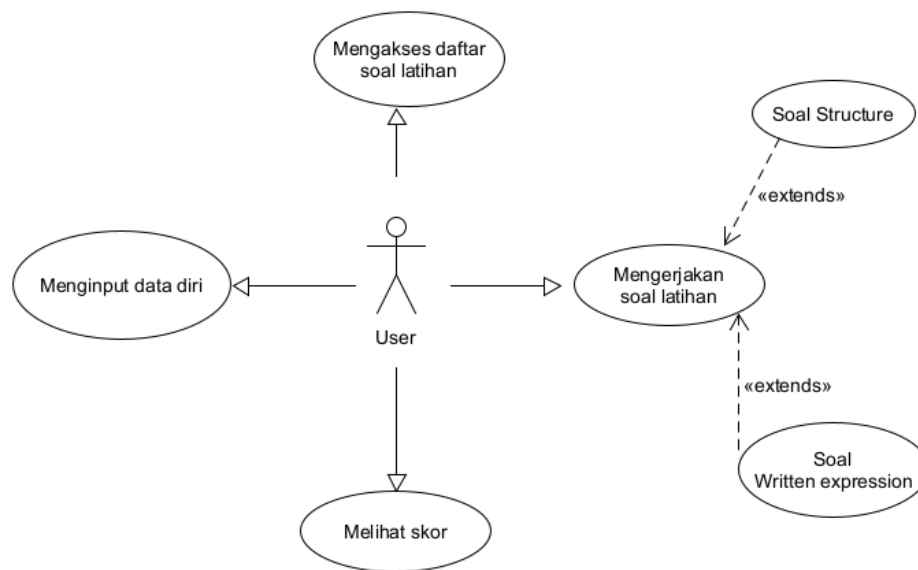 Mengakses daftar
soal latihan
Soal Structure
«extends»
Menginput data diri
Mengerjakan
soal latihan
User
«extends»
Soal
Written expression
Melihat skor